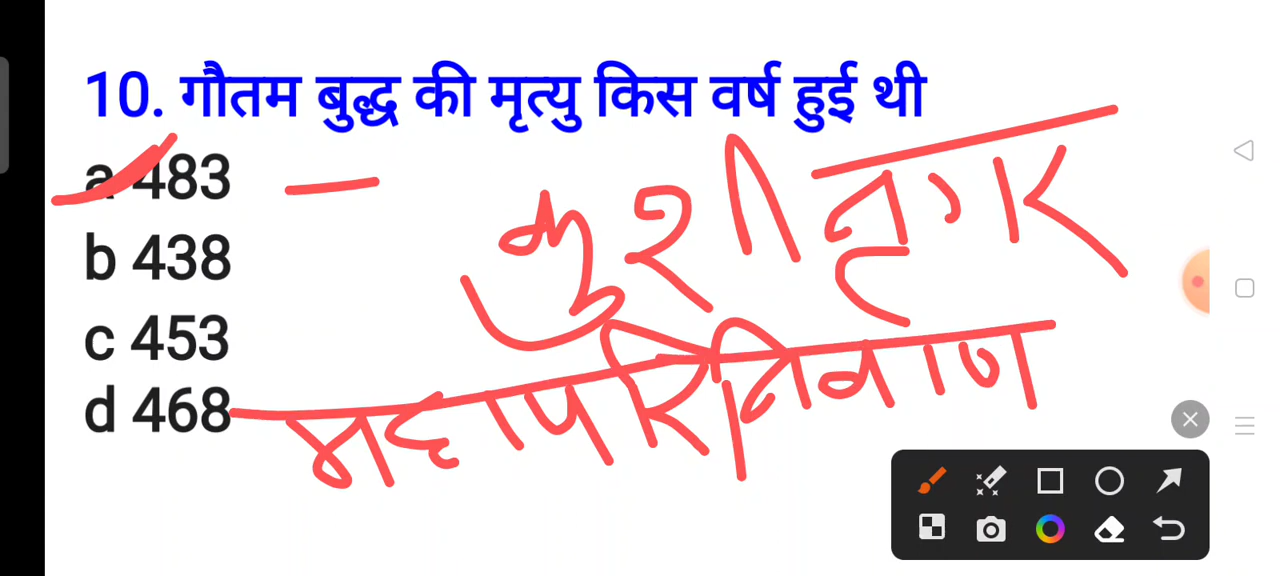 10. गौतम बुद्ध की मृत्यु किस वर्ष हुई थी
a 483
b 438
c 453
d 468
कुशीनगर
महापरिनिवाण